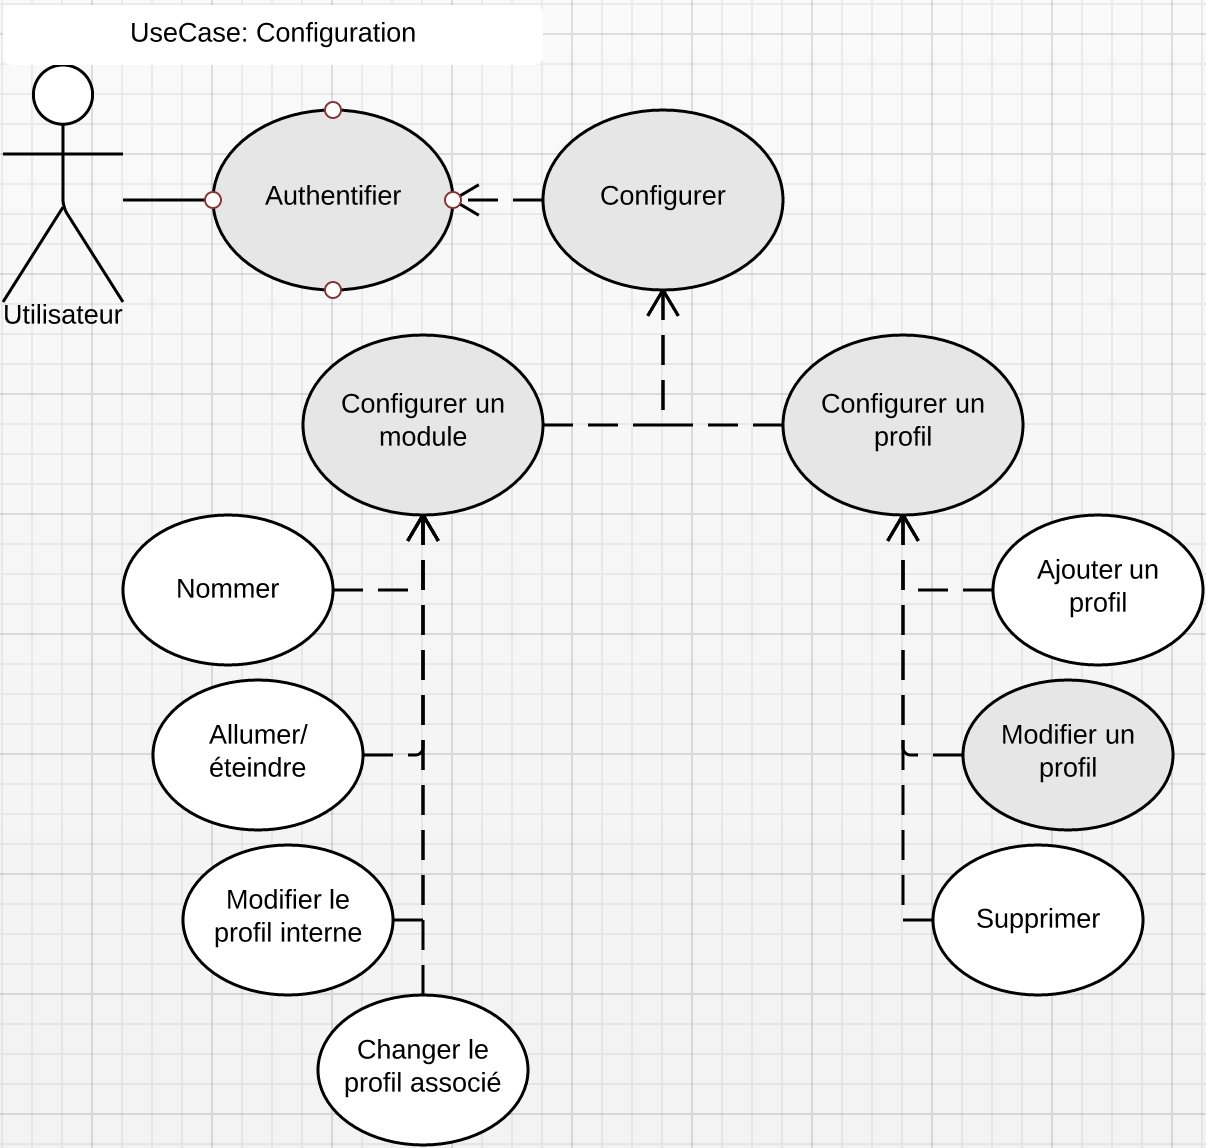 UseCase: Configuration
Authentifier
Configurer
Utilisateur
Configurer un
module
Configurer un
profil
Nommer
Ajouter un
profil
Allumer/
éteindre
Modifier un
profil
Modifier le
profil interne
Supprimer
Changer le
profil associé